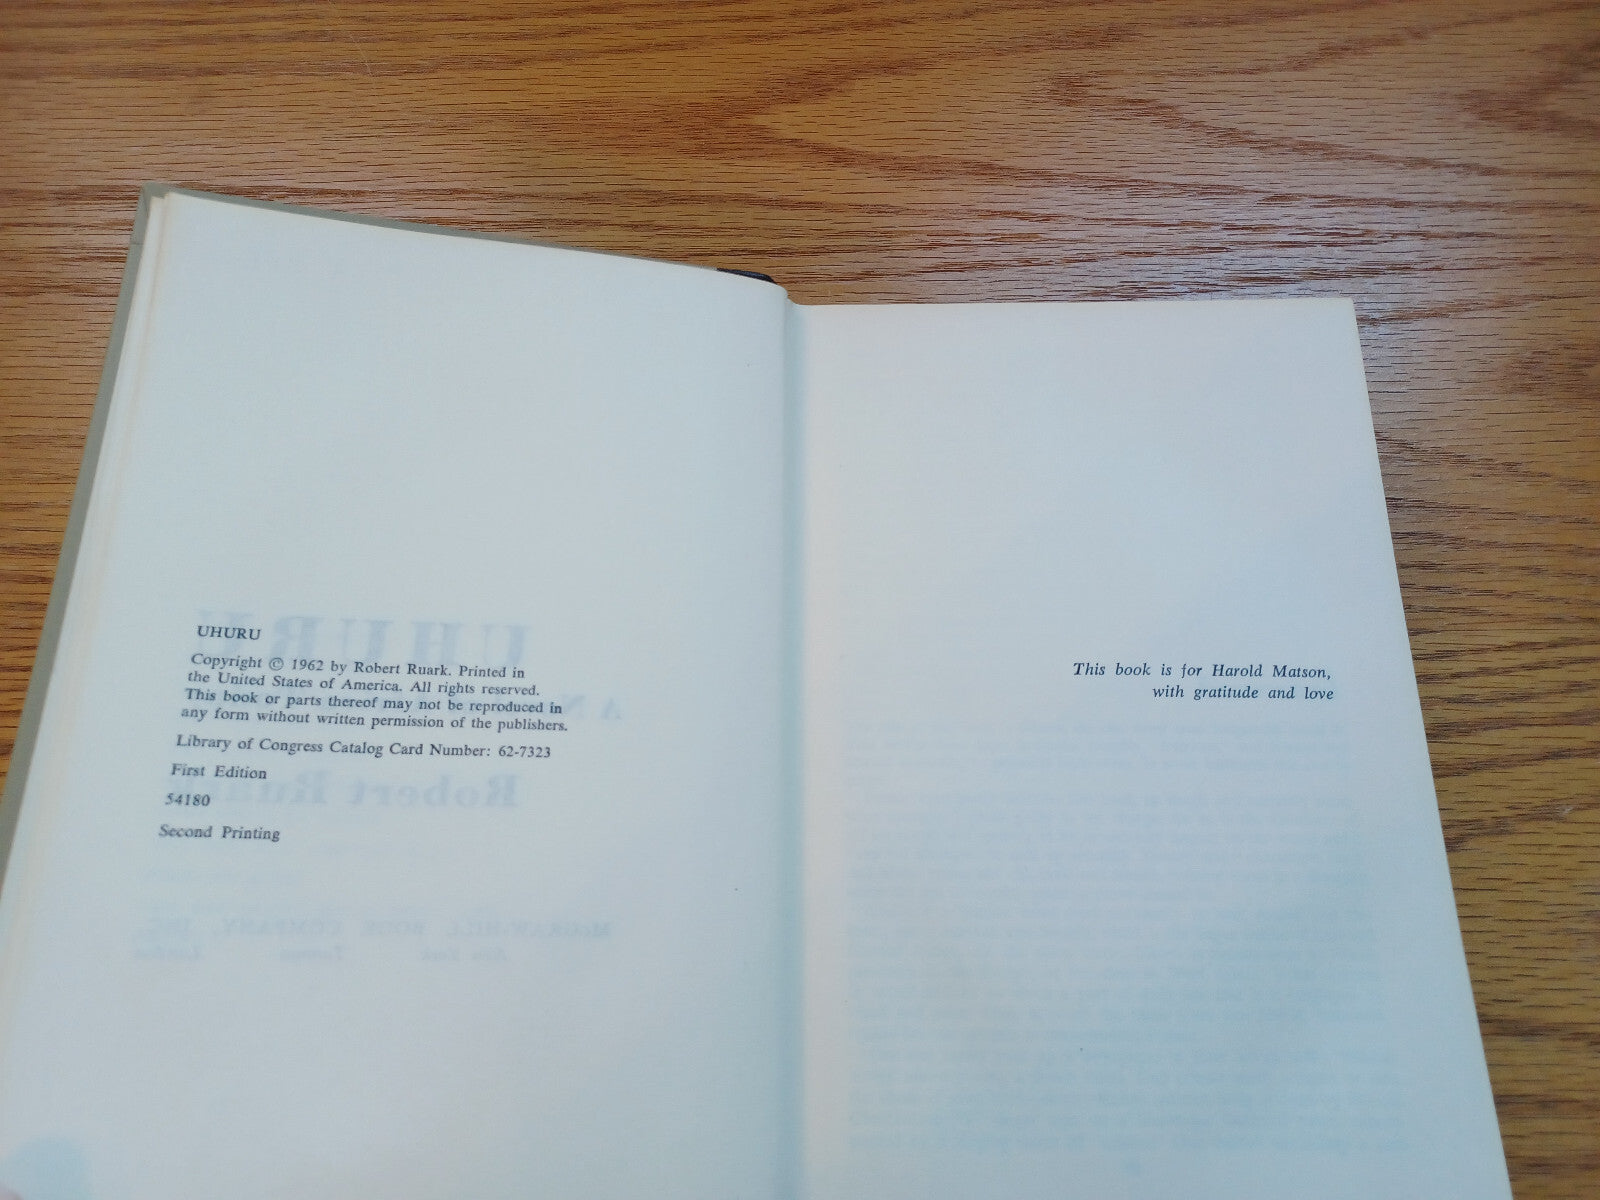 UHURU
Copyright © 1962 by Robert Ruark. Printed in
the United States of America. All rights reserved.
This book or parts thereof may not be reproduced in
any form without written permission of the publishers.
Library of Congress Catalog Card Number: 62-7323
First Edition
54180
Second Printing
This book is for Harold Matson,
with gratitude and love